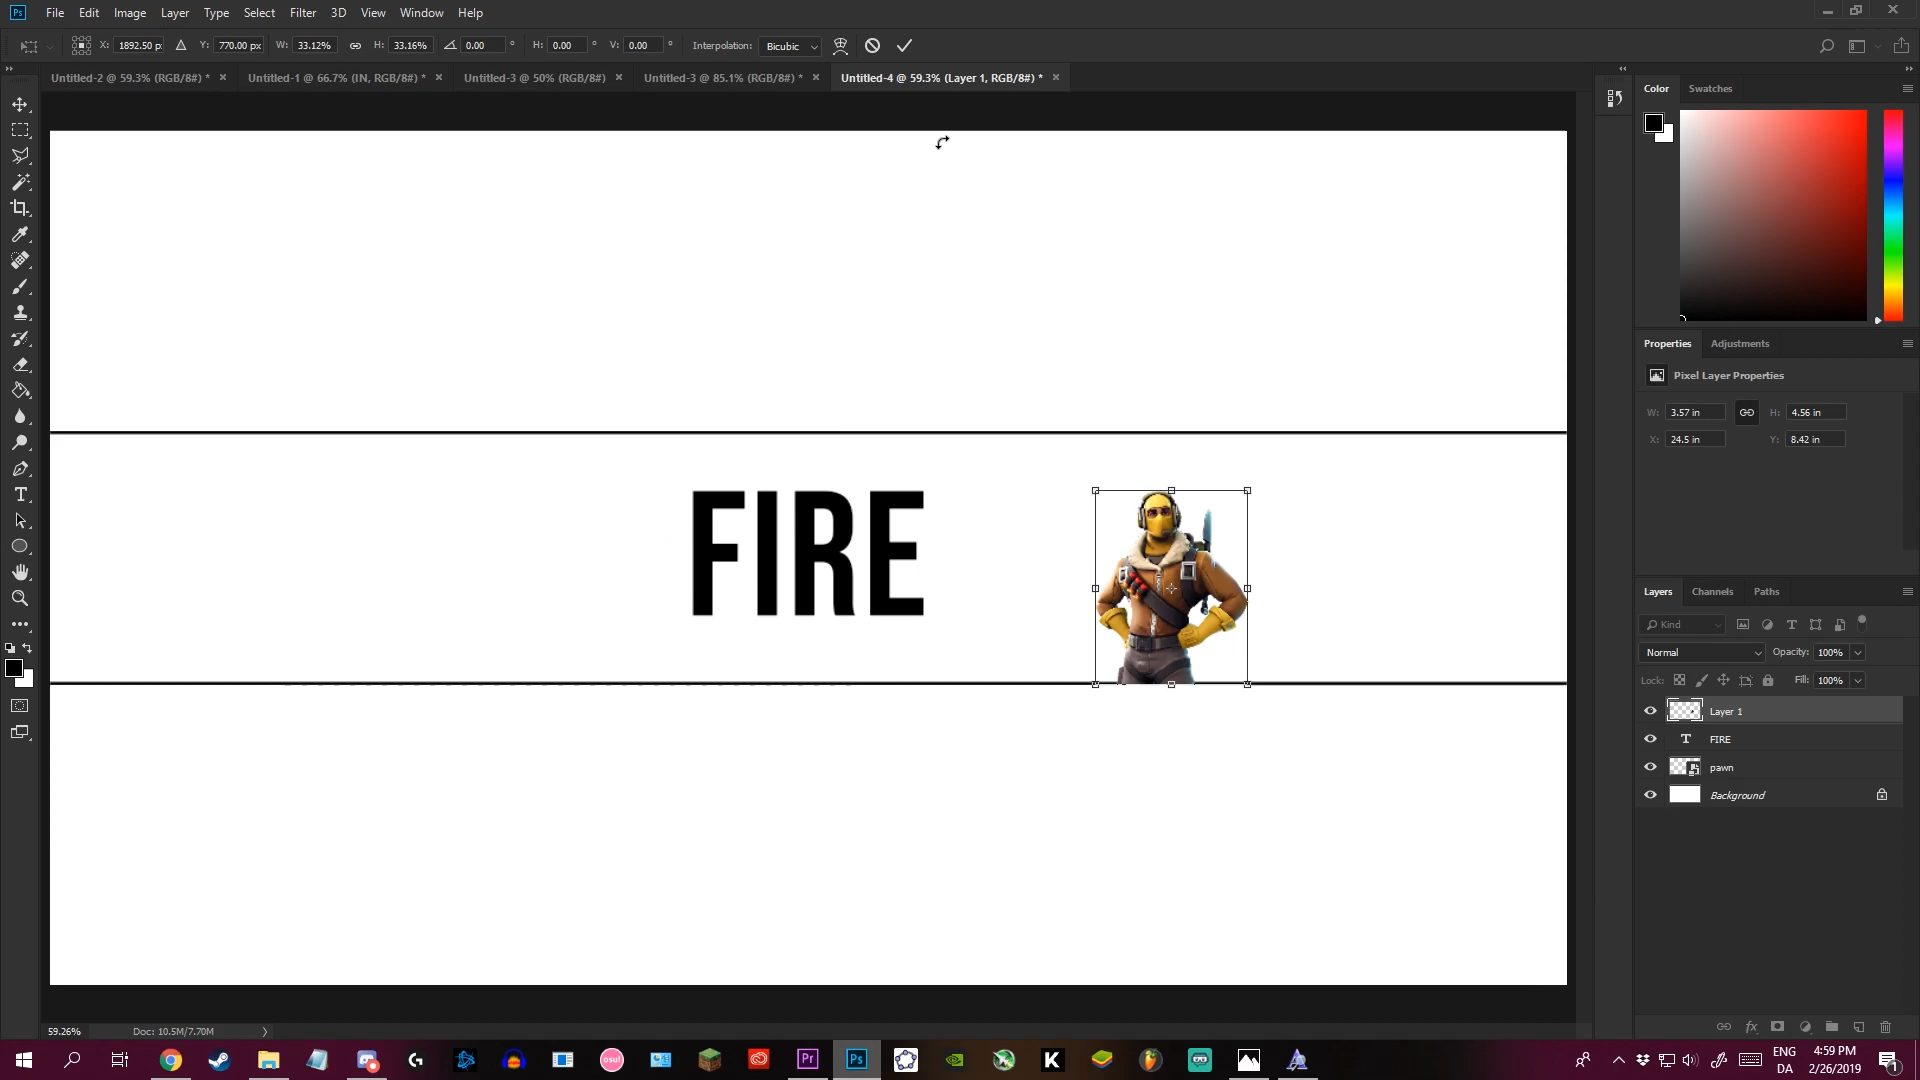 Ps File Edit Image Layer Type Select Filter 3D View Window Help
X: 1892.50 p Y: 770.00 px W: 33.12% H: 33.16% 0.00 ° H: 0.00 ° V: 0.00 ° Interpolation: Bicubic
Untitled-2 @ 59.3% (RGB/8#) * × Untitled-1 @ 66.7% (IN, RGB/8#) * × Untitled-3 @ 50% (RGB/8#) × Untitled-3 @ 85.1% (RGB/8#) * × Untitled-4 @ 59.3% (Layer 1, RGB/8#) * ×
Color Swatches
Properties Adjustments
Pixel Layer Properties
W: 3.57 in H: 4.56 in
X: 24.5 in Y: 8.42 in
FIRE
Layers Channels Paths
Kind
Normal Opacity: 100%
Lock: Fill: 100%
Layer 1
T FIRE
pawn
Background
59.26% Doc: 10.5M/7.70M
osu! Pr Ps K
ENG 4:59 PM
DA 2/26/2019 1